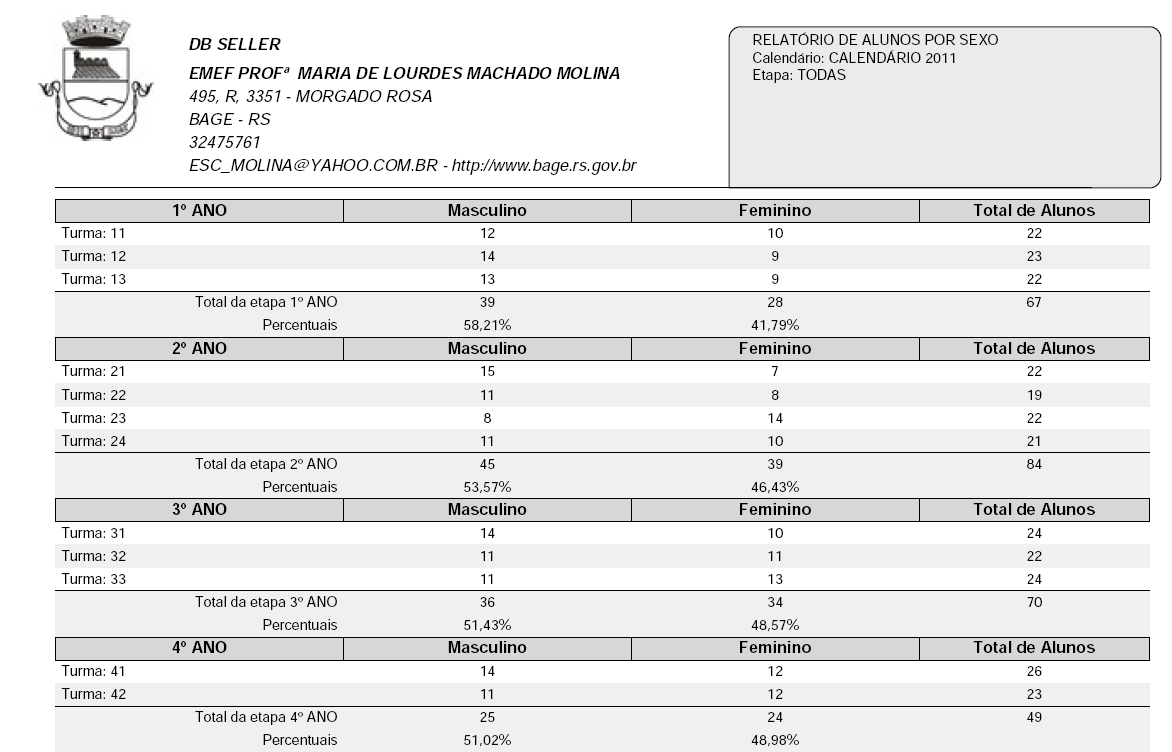 DB SELLER
EMEF PROFª MARIA DE LOURDES MACHADO MOLINA
495, R, 3351 - MORGADO ROSA
BAGE - RS
32475761
ESC_MOLINA@YAHOO.COM.BR - http://www.bage.rs.gov.br
RELATÓRIO DE ALUNOS POR SEXO
Calendário: CALENDÁRIO 2011
Etapa: TODAS
1º ANO Masculino Feminino Total de Alunos
Turma: 11 12 10 22
Turma: 12 14 9 23
Turma: 13 13 9 22
Total da etapa 1º ANO 39 28 67
Percentuais 58,21% 41,79%
2º ANO Masculino Feminino Total de Alunos
Turma: 21 15 7 22
Turma: 22 11 8 19
Turma: 23 8 14 22
Turma: 24 11 10 21
Total da etapa 2º ANO 45 39 84
Percentuais 53,57% 46,43%
3º ANO Masculino Feminino Total de Alunos
Turma: 31 14 10 24
Turma: 32 11 11 22
Turma: 33 11 13 24
Total da etapa 3º ANO 36 34 70
Percentuais 51,43% 48,57%
4º ANO Masculino Feminino Total de Alunos
Turma: 41 14 12 26
Turma: 42 11 12 23
Total da etapa 4º ANO 25 24 49
Percentuais 51,02% 48,98%